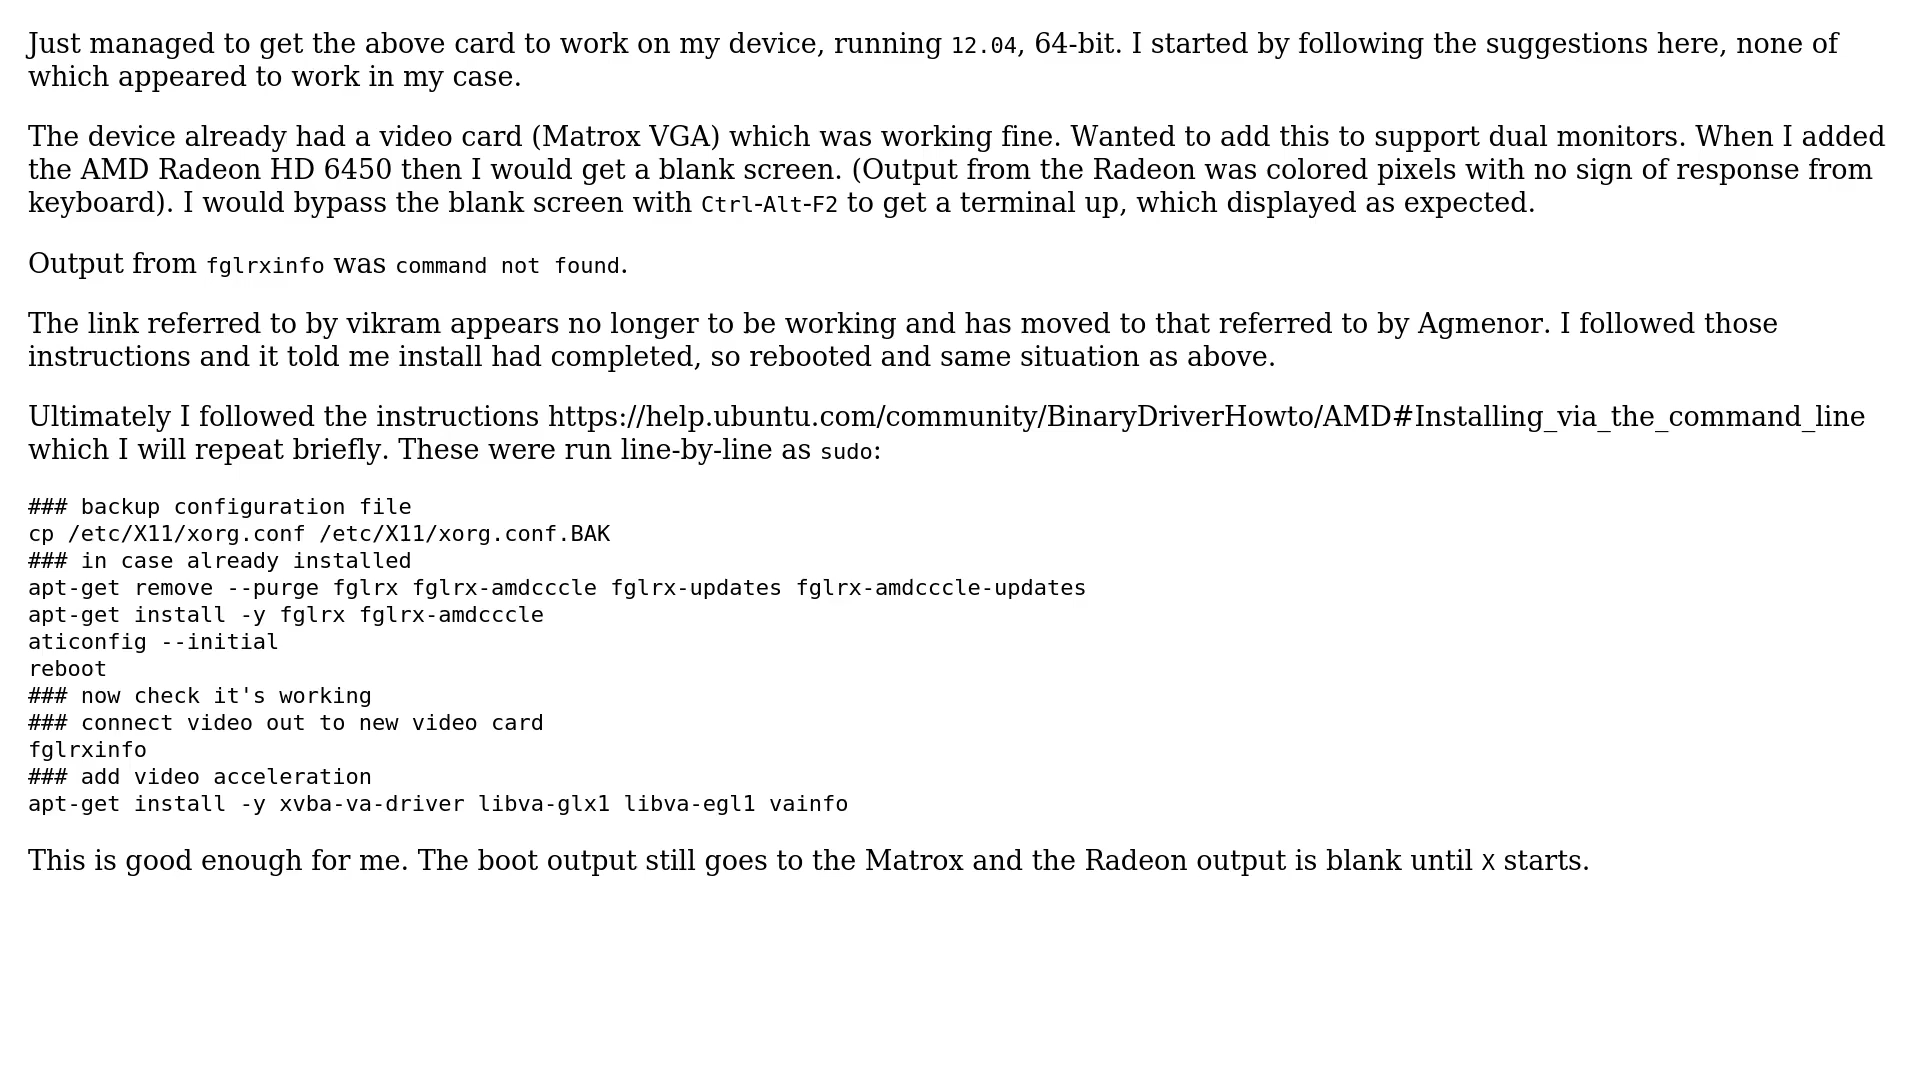 Just managed to get the above card to work on my device, running 12.04, 64-bit. I started by following the suggestions here, none of
which appeared to work in my case.
The device already had a video card (Matrox VGA) which was working fine. Wanted to add this to support dual monitors. When I added
the AMD Radeon HD 6450 then I would get a blank screen. (Output from the Radeon was colored pixels with no sign of response from
keyboard). I would bypass the blank screen with Ctrl-Alt-F2 to get a terminal up, which displayed as expected.
Output from fglrxinfo was command not found.
The link referred to by vikram appears no longer to be working and has moved to that referred to by Agmenor. I followed those
instructions and it told me install had completed, so rebooted and same situation as above.
Ultimately I followed the instructions https://help.ubuntu.com/community/BinaryDriverHowto/AMD#Installing_via_the_command_line
which I will repeat briefly. These were run line-by-line as sudo:
### backup configuration file
cp /etc/X11/xorg.conf /etc/X11/xorg.conf.BAK
### in case already installed
apt-get remove --purge fglrx fglrx-amdcccle fglrx-updates fglrx-amdcccle-updates
apt-get install -y fglrx fglrx-amdcccle
aticonfig --initial
reboot
### now check it's working
### connect video out to new video card
fglrxinfo
### add video acceleration
apt-get install -y xvba-va-driver libva-glx1 libva-egl1 vainfo
This is good enough for me. The boot output still goes to the Matrox and the Radeon output is blank until X starts.